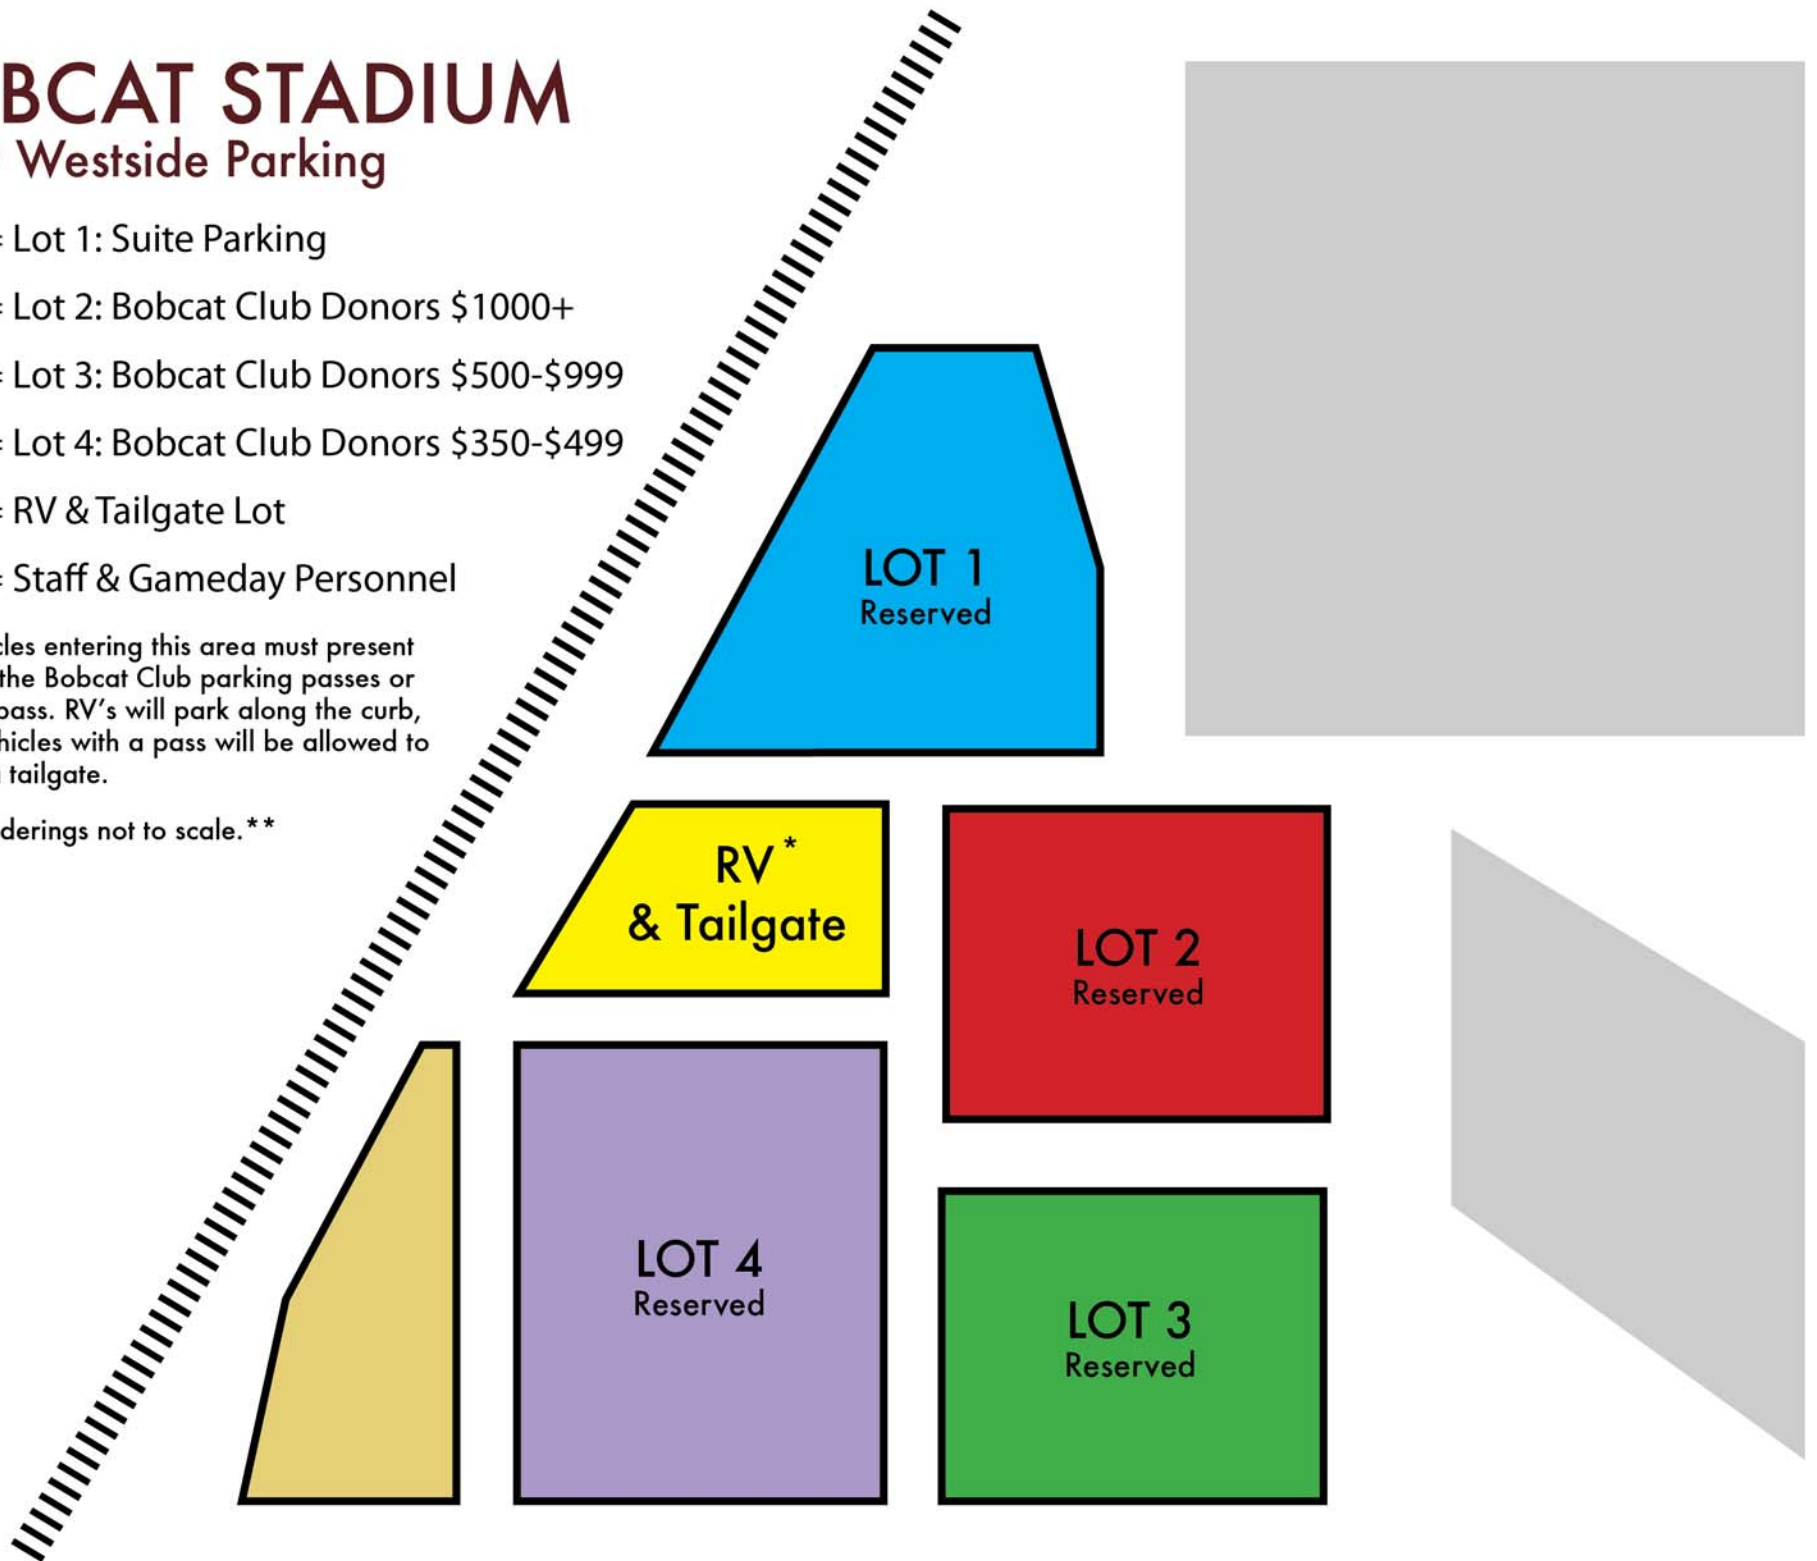 BCAT STADIUM
Westside Parking
= Lot 1: Suite Parking
= Lot 2: Bobcat Club Donors $1000+
= Lot 3: Bobcat Club Donors $500-$999
= Lot 4: Bobcat Club Donors $350-$499
= RV & Tailgate Lot
= Staff & Gameday Personnel
cles entering this area must present
the Bobcat Club parking passes or
pass. RV's will park along the curb,
hicles with a pass will be allowed to
tailgate.
derings not to scale.**
LOT 1
Reserved
RV *
& Tailgate
LOT 2
Reserved
LOT 4
Reserved
LOT 3
Reserved